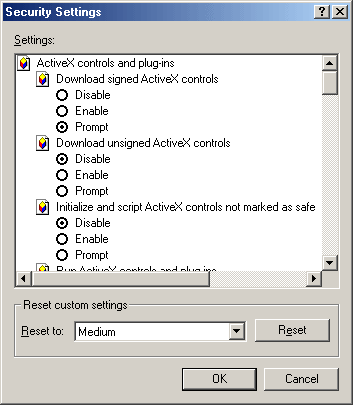 Security Settings
Settings:
ActiveX controls and plug-ins
Download signed ActiveX controls
Disable
Enable
Prompt
Download unsigned ActiveX controls
Disable
Enable
Prompt
Initialize and script ActiveX controls not marked as safe
Disable
Enable
Prompt
Run ActiveX controls and plug-ins
Reset custom settings
Reset to:
Medium
Reset
OK
Cancel